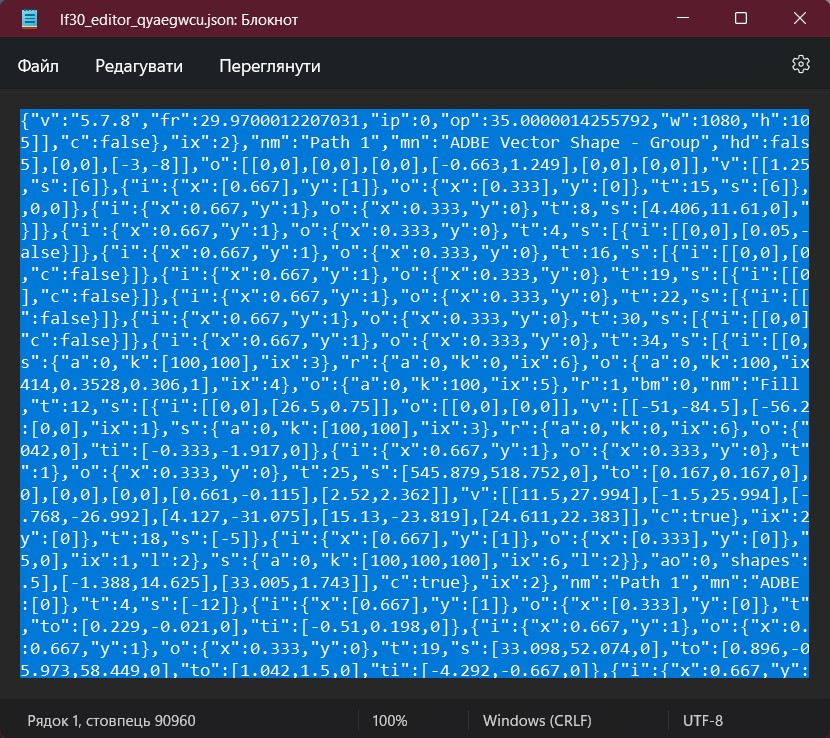 lf30_editor_qyaegwcu.json: Блокнот
Файл Редагувати Переглянути
{"v":"5.7.8","fr":29.9700012207031,"ip":0,"op":35.0000014255792,"w":1080,"h":10
5]],"c":false},"ix":2},"nm":"Path 1","mn":"ADBE Vector Shape - Group","hd":fals
5],[0,0],[-3,-8]],"o":[[0,0],[0,0],[0,0],[-0.663,1.249],[0,0],[0,0]],"v":[[1.25
,"s":[6]},{"i":{"x":[0.667],"y":[1]},"o":{"x":[0.333],"y":[0]},"t":15,"s":[6]},
,0,0]},{"i":{"x":0.667,"y":1},"o":{"x":0.333,"y":0},"t":8,"s":[4.406,11.61,0],"
}]},{"i":{"x":0.667,"y":1},"o":{"x":0.333,"y":0},"t":4,"s":[{"i":[[0,0],[0.05,-
alse}]},{"i":{"x":0.667,"y":1},"o":{"x":0.333,"y":0},"t":16,"s":[{"i":[[0,0],[0
,"c":false}]},{"i":{"x":0.667,"y":1},"o":{"x":0.333,"y":0},"t":19,"s":[{"i":[[0
],"c":false}]},{"i":{"x":0.667,"y":1},"o":{"x":0.333,"y":0},"t":22,"s":[{"i":[[
":false}]},{"i":{"x":0.667,"y":1},"o":{"x":0.333,"y":0},"t":30,"s":[{"i":[[0,0]
"c":false}]},{"i":{"x":0.667,"y":1},"o":{"x":0.333,"y":0},"t":34,"s":[{"i":[[0,
s":{"a":0,"k":[100,100],"ix":3},"r":{"a":0,"k":0,"ix":6},"o":{"a":0,"k":100,"ix
414,0.3528,0.306,1],"ix":4},"o":{"a":0,"k":100,"ix":5},"r":1,"bm":0,"nm":"Fill
,"t":12,"s":[{"i":[[0,0],[26.5,0.75]],"o":[[0,0],[0,0]],"v":[[-51,-84.5],[-56.2
:[0,0],"ix":1},"s":{"a":0,"k":[100,100],"ix":3},"r":{"a":0,"k":0,"ix":6},"o":{"
042,0],"ti":[-0.333,-1.917,0]},{"i":{"x":0.667,"y":1},"o":{"x":0.333,"y":0},"t"
":1},"o":{"x":0.333,"y":0},"t":25,"s":[545.879,518.752,0],"to":[0.167,0.167,0],
0],[0,0],[0,0],[0.661,-0.115],[2.52,2.362]],"v":[[11.5,27.994],[-1.5,25.994],[-
.768,-26.992],[4.127,-31.075],[15.13,-23.819],[24.611,22.383]],"c":true},"ix":2
y":[0]},"t":18,"s":[-5]},{"i":{"x":[0.667],"y":[1]},"o":{"x":[0.333],"y":[0]},"
5,0],"ix":1,"l":2},"s":{"a":0,"k":[100,100,100],"ix":6,"l":2}},"ao":0,"shapes":
.5],[-1.388,14.625],[33.005,1.743]],"c":true},"ix":2},"nm":"Path 1","mn":"ADBE
:[0]},"t":4,"s":[-12]},{"i":{"x":[0.667],"y":[1]},"o":{"x":[0.333],"y":[0]},"t"
,"to":[0.229,-0.021,0],"ti":[-0.51,0.198,0]},{"i":{"x":0.667,"y":1},"o":{"x":0.
:0.667,"y":1},"o":{"x":0.333,"y":0},"t":19,"s":[33.098,52.074,0],"to":[0.896,-0
5.973,58.449,0],"to":[1.042,1.5,0],"ti":[-4.292,-0.667,0]},{"i":{"x":0.667,"y":
Рядок 1, стовпець 90960 100% Windows (CRLF) UTF-8